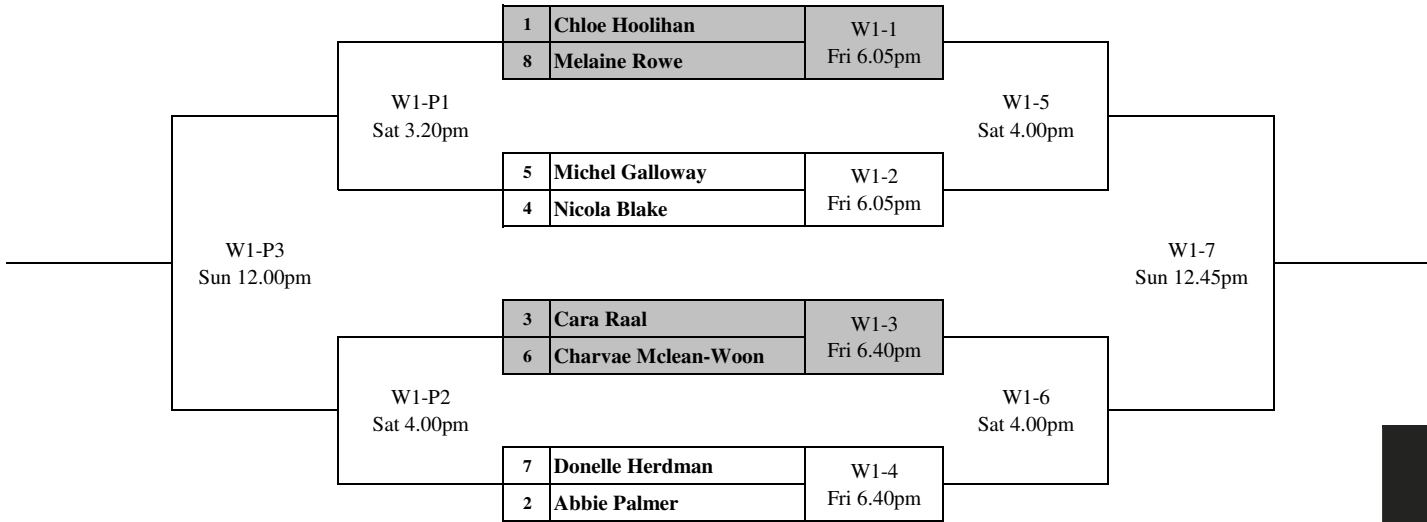 1 Chloe Hoolihan W1-1
8 Melaine Rowe Fri 6.05pm
W1-P1 W1-5
Sat 3.20pm Sat 4.00pm
5 Michel Galloway W1-2
4 Nicola Blake Fri 6.05pm
W1-P3 W1-7
Sun 12.00pm Sun 12.45pm
3 Cara Raal W1-3
6 Charvae Mclean-Woon Fri 6.40pm
W1-P2 W1-6
Sat 4.00pm Sat 4.00pm
7 Donelle Herdman W1-4
2 Abbie Palmer Fri 6.40pm